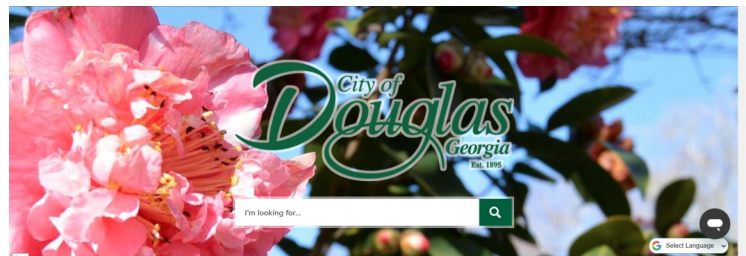 City of
Douglas
Georgia
Est. 1895
I'm looking for...
G Select Language